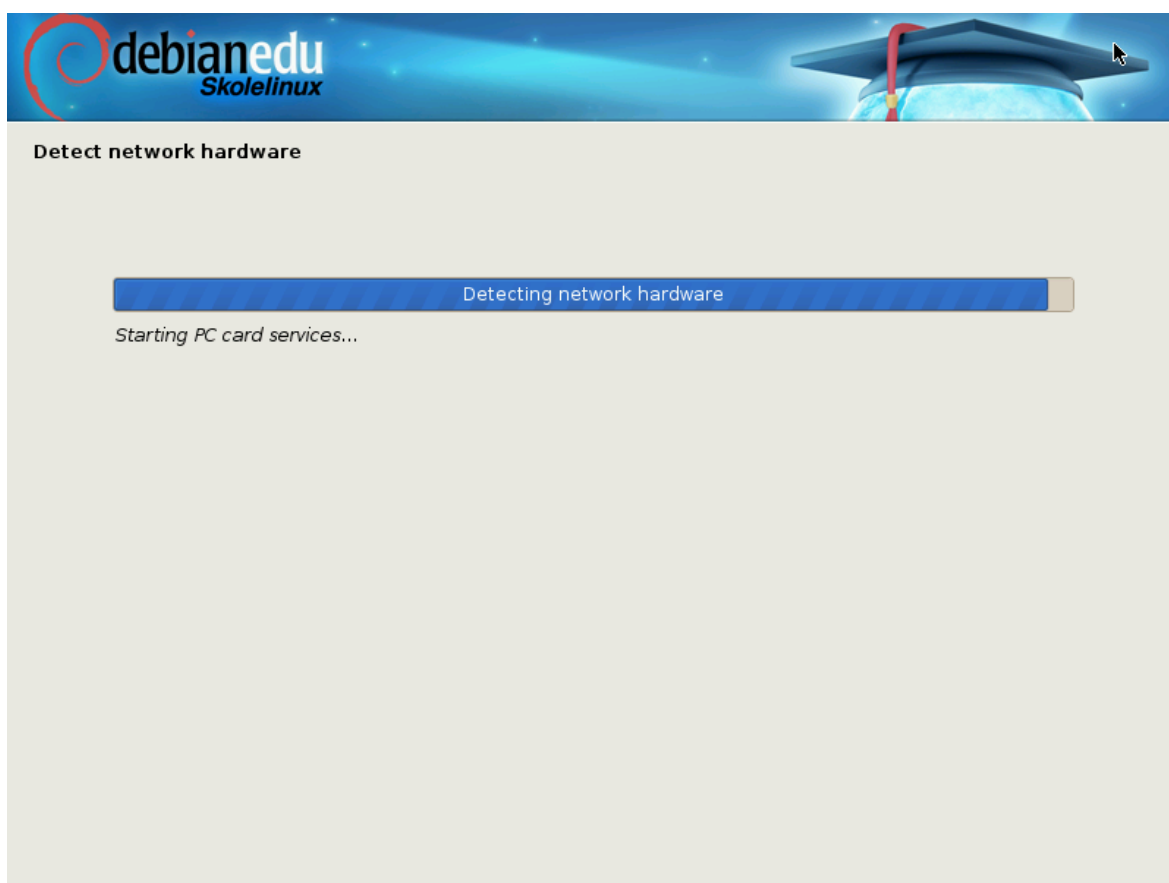 debianedu
Skolelinux
Detect network hardware
Detecting network hardware
Starting PC card services...